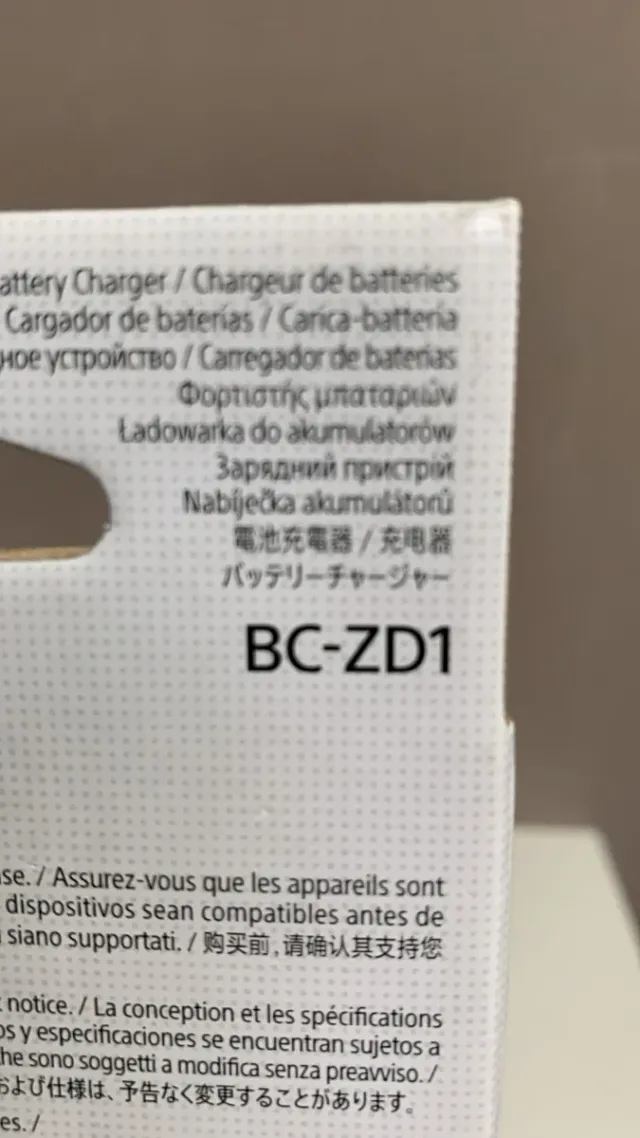 attery Charger / Chargeur de batteries
Cargador de baterías / Carica-batteria
ное устройство / Carregador de baterias
Φορτιστής μπαταριών
Ładowarka do akumulatorów
Зарядний пристрій
Nabíječka akumulátorů
電池充電器 / 充电器
バッテリーチャージャー
BC-ZD1
se. / Assurez-vous que les appareils sont
dispositivos sean compatibles antes de
siano supportati. / 购买前,请确认其支持您
notice. / La conception et les spécifications
os y especificaciones se encuentran sujetos a
he sono soggetti a modifica senza preavviso. /
および仕様は、予告なく変更することがあります。
es. /